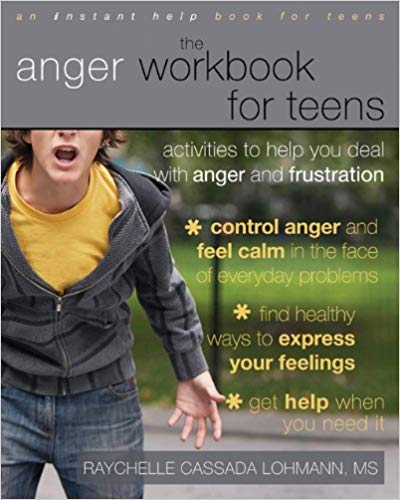 an instant help book for teens
the
anger workbook
for teens
activities to help you deal
with anger and frustration
* control anger and
feel calm in the face
of everyday problems
* find healthy
ways to express
your feelings
* get help when
you need it
RAYCHELLE CASSADA LOHMANN, MS